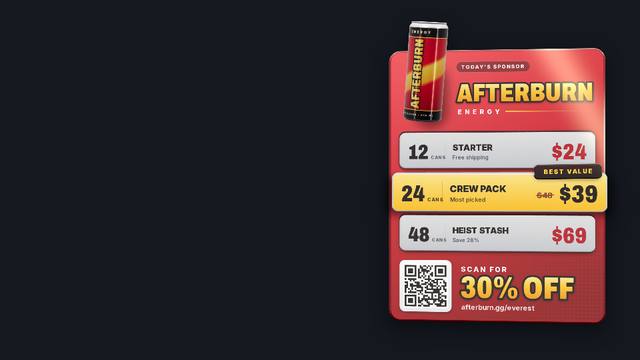 ENERGY
AFTERBURN
TODAY'S SPONSOR
AFTERBURN
ENERGY
12 CANS
STARTER
Free shipping
$24
BEST VALUE
24 CANS
CREW PACK
Most picked
$48 $39
48 CANS
HEIST STASH
Save 28%
$69
SCAN FOR
30% OFF
afterburn.gg/everest